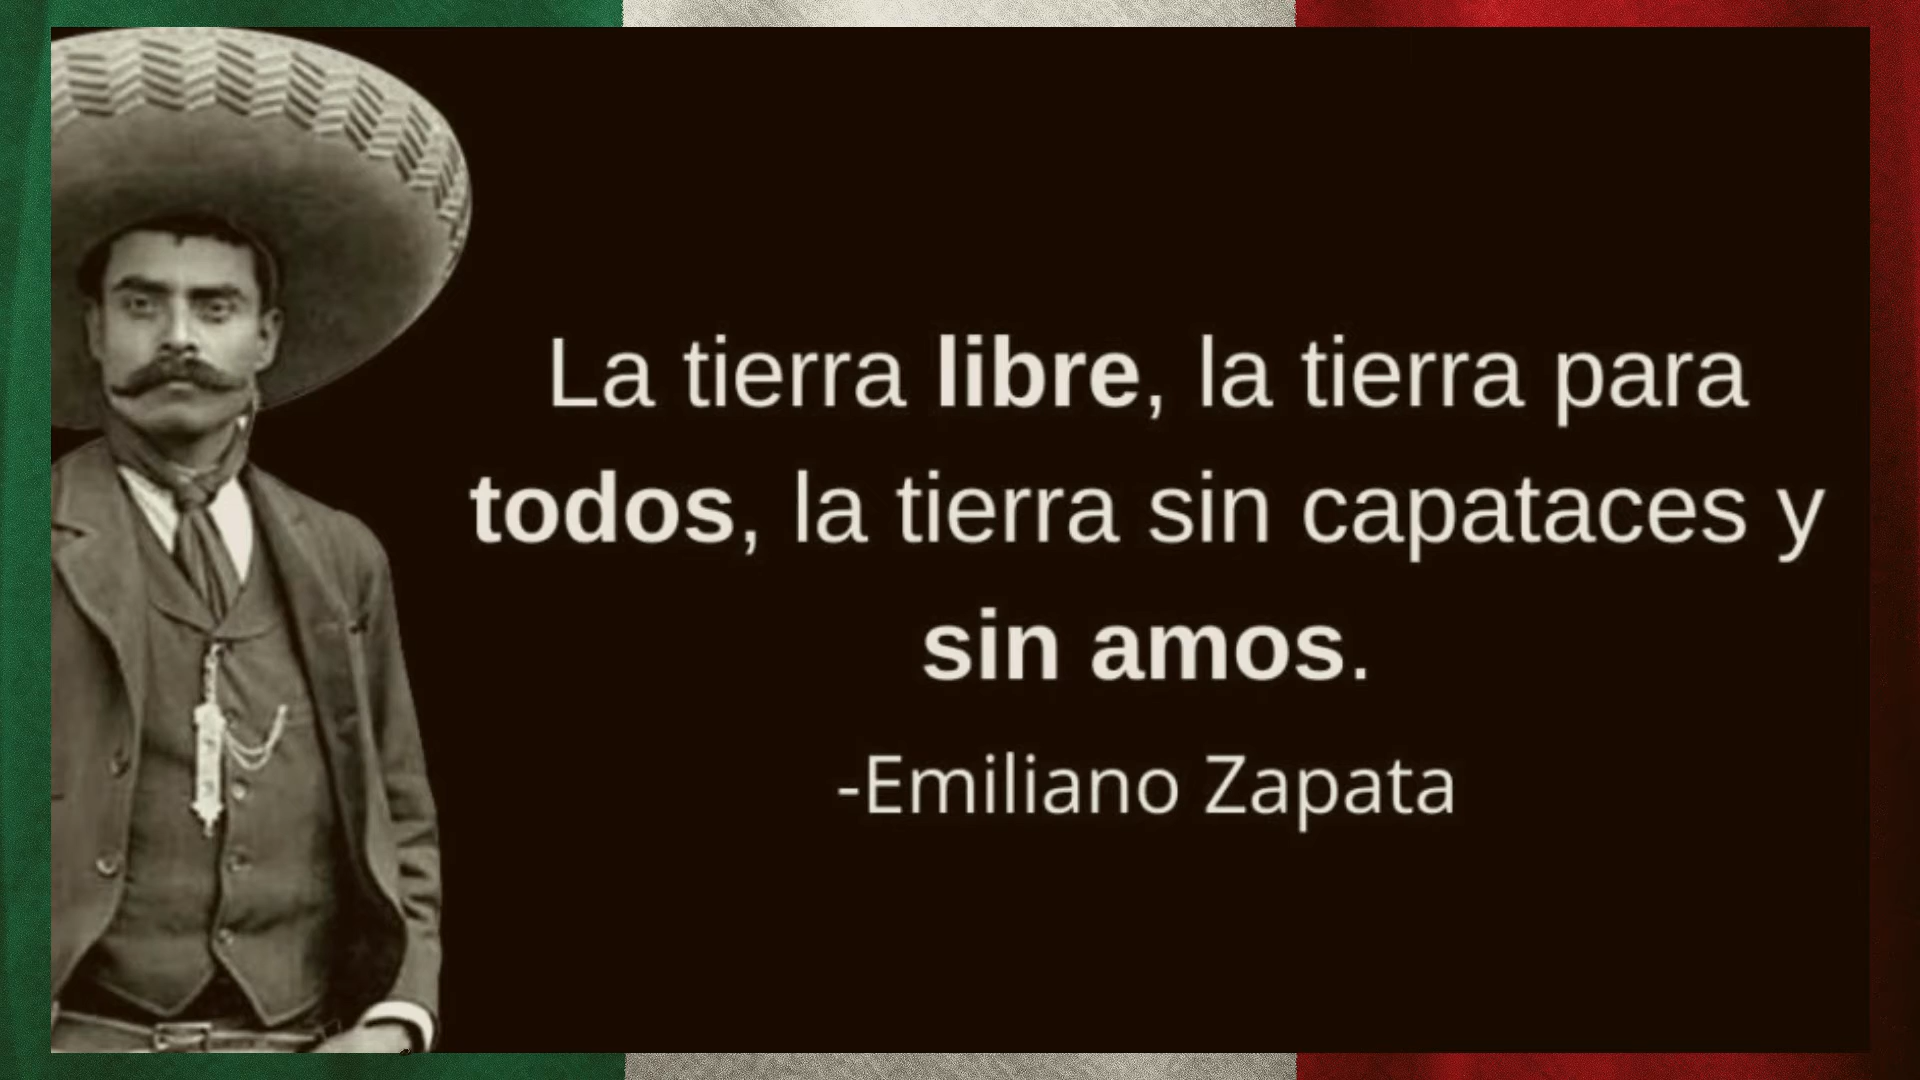 La tierra libre, la tierra para
todos, la tierra sin capataces y
sin amos.
-Emiliano Zapata